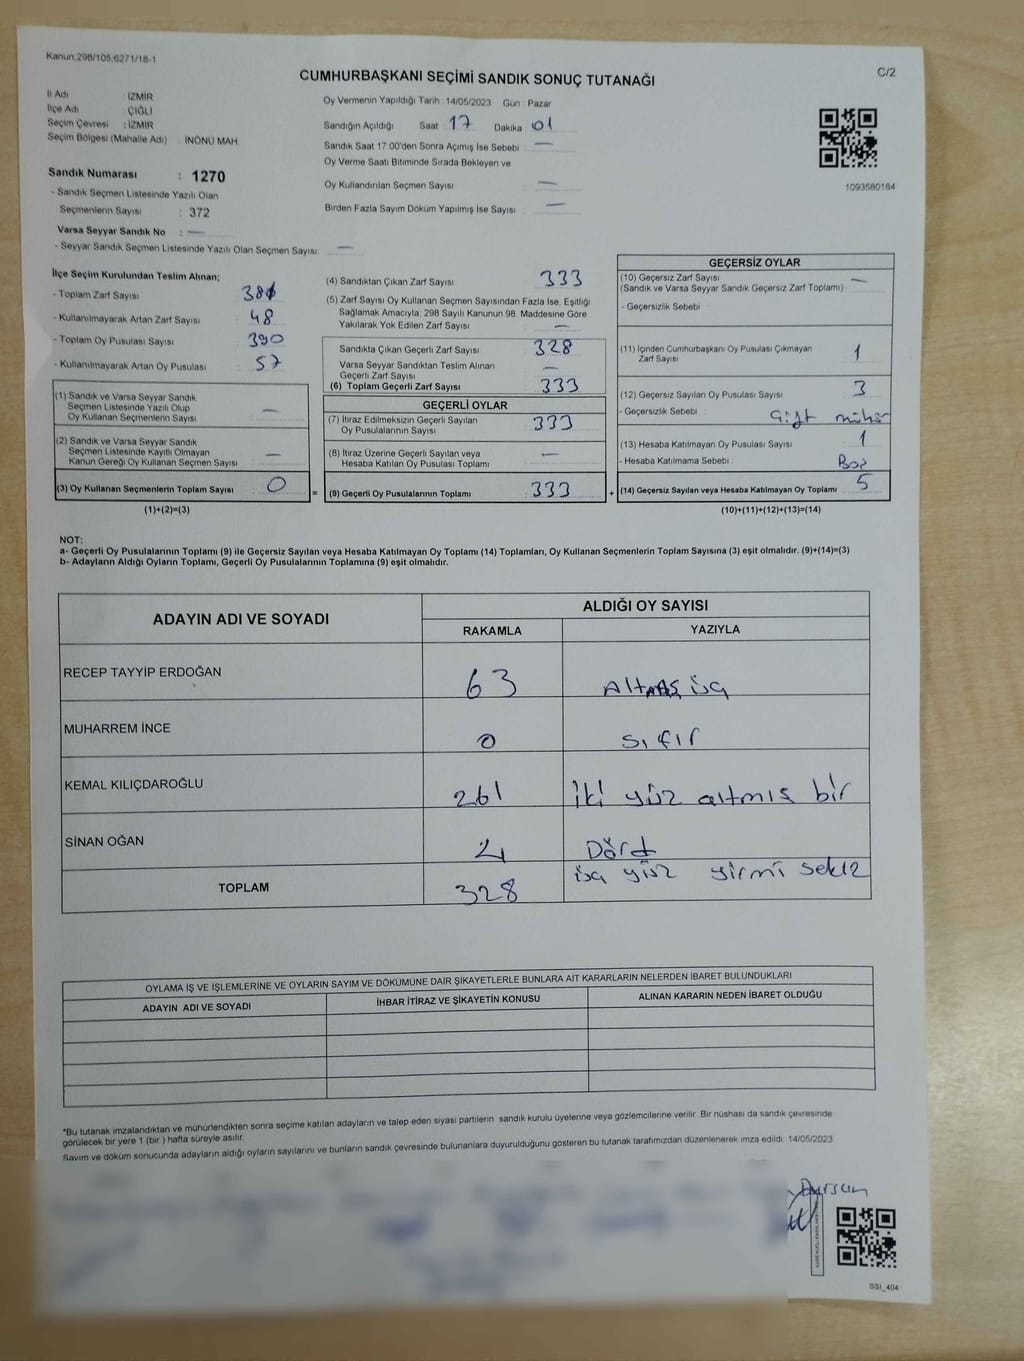 Kanun:298/105.6271/18-1
C/2
CUMHURBAŞKANI SEÇİMİ SANDIK SONUÇ TUTANAĞI
İl Adı : İZMİR
İlçe Adı : ÇİĞLİ
Seçim Çevresi : İZMİR
Seçim Bölgesi (Mahalle Adı) : İNÖNÜ MAH.
Sandık Numarası : 1270
- Sandık Seçmen Listesinde Yazılı Olan
Seçmenlerin Sayısı : 372
Varsa Seyyar Sandık No : —
- Seyyar Sandık Seçmen Listesinde Yazılı Olan Seçmen Sayısı: —
Oy Vermenin Yapıldığı Tarih :14/05/2023 Gün : Pazar
Sandığın Açıldığı Saat 17 Dakika 01
Sandık Saat 17:00'den Sonra Açmış İse Sebebi : —
Oy Verme Saati Bitiminde Sırada Bekleyen ve
Oy Kullandırılan Seçmen Sayısı : —
Birden Fazla Sayım Döküm Yapılmış İse Sayısı : —
1093580184
İlçe Seçim Kurulundan Teslim Alınan;
- Toplam Zarf Sayısı
- Kullanılmayarak Artan Zarf Sayısı : 48
- Toplam Oy Pusulası Sayısı : 390
- Kullanılmayarak Artan Oy Pusulası : 57
(1) Sandık ve Varsa Seyyar Sandık
Seçmen Listesinde Yazılı Olup
Oy Kullanan Seçmenlerin Sayısı : —
(2) Sandık ve Varsa Seyyar Sandık
Seçmen Listesinde Kayıtlı Olmayan
Kanun Gereği Oy Kullanan Seçmen Sayısı : —
(3) Oy Kullanan Seçmenlerin Toplam Sayısı : 0
(1)+(2)=(3)
(4) Sandıktan Çıkan Zarf Sayısı : 333
(5) Zarf Sayısı Oy Kullanan Seçmen Sayısından Fazla İse, Eşitliği
Sağlamak Amacıyla; 298 Sayılı Kanunun 98. Maddesine Göre
Yakılarak Yok Edilen Zarf Sayısı : —
Sandıkta Çıkan Geçerli Zarf Sayısı : 328
Varsa Seyyar Sandıktan Teslim Alınan
Geçerli Zarf Sayısı : —
(6) Toplam Geçerli Zarf Sayısı : 333
GEÇERLİ OYLAR
(7) İtiraz Edilmeksizin Geçerli Sayılan
Oy Pusulalarının Sayısı : 333
(8) İtiraz Üzerine Geçerli Sayılan veya
Hesaba Katılan Oy Pusulası Toplamı : —
= (9) Geçerli Oy Pusulalarının Toplamı : 333 +
GEÇERSİZ OYLAR
(10) Geçersiz Zarf Sayısı
(Sandık ve Varsa Seyyar Sandık Geçersiz Zarf Toplamı) : —
- Geçersizlik Sebebi :
(11) İçinden Cumhurbaşkanı Oy Pusulası Çıkmayan
Zarf Sayısı : 1
(12) Geçersiz Sayılan Oy Pusulası Sayısı : 3
- Geçersizlik Sebebi : Çift mühür
(13) Hesaba Katılmayan Oy Pusulası Sayısı : 1
- Hesaba Katılmama Sebebi : Boş
(14) Geçersiz Sayılan veya Hesaba Katılmayan Oy Toplamı : 5
(10)+(11)+(12)+(13)=(14)
NOT:
a- Geçerli Oy Pusulalarının Toplamı (9) ile Geçersiz Sayılan veya Hesaba Katılmayan Oy Toplamı (14) Toplamları, Oy Kullanan Seçmenlerin Toplam Sayısına (3) eşit olmalıdır. (9)+(14)=(3)
b- Adayların Aldığı Oyların Toplamı, Geçerli Oy Pusulalarının Toplamına (9) eşit olmalıdır.
ADAYIN ADI VE SOYADI
ALDIĞI OY SAYISI
RAKAMLA YAZIYLA
RECEP TAYYİP ERDOĞAN 63 Altmış üç
MUHARREM İNCE 0 sıfır
KEMAL KILIÇDAROĞLU 261 iki yüz altmış bir
SİNAN OĞAN 4 Dört
TOPLAM 328 üç yüz yirmi sekiz
OYLAMA İŞ VE İŞLEMLERİNE VE OYLARIN SAYIM VE DÖKÜMÜNE DAİR ŞİKAYETLERLE BUNLARA AİT KARARLARIN NELERDEN İBARET BULUNDUKLARI
ADAYIN ADI VE SOYADI İHBAR İTİRAZ VE ŞİKAYETİN KONUSU ALINAN KARARIN NEDEN İBARET OLDUĞU
*Bu tutanak imzalandıktan ve mühürlendikten sonra seçime katılan adayların ve talep eden siyasi partilerin sandık kurulu üyelerine veya gözlemcilerine verilir. Bir nüshası da sandık çevresinde
görülecek bir yere 1 (bir ) hafta süreyle asılır.
Sayım ve döküm sonucunda adayların aldığı oyların sayılarını ve bunların sandık çevresinde bulunanlara duyurulduğunu gösteren bu tutanak tarafımızdan düzenlenerek imza edildi. 14/05/2023
Dursun
SSI_404